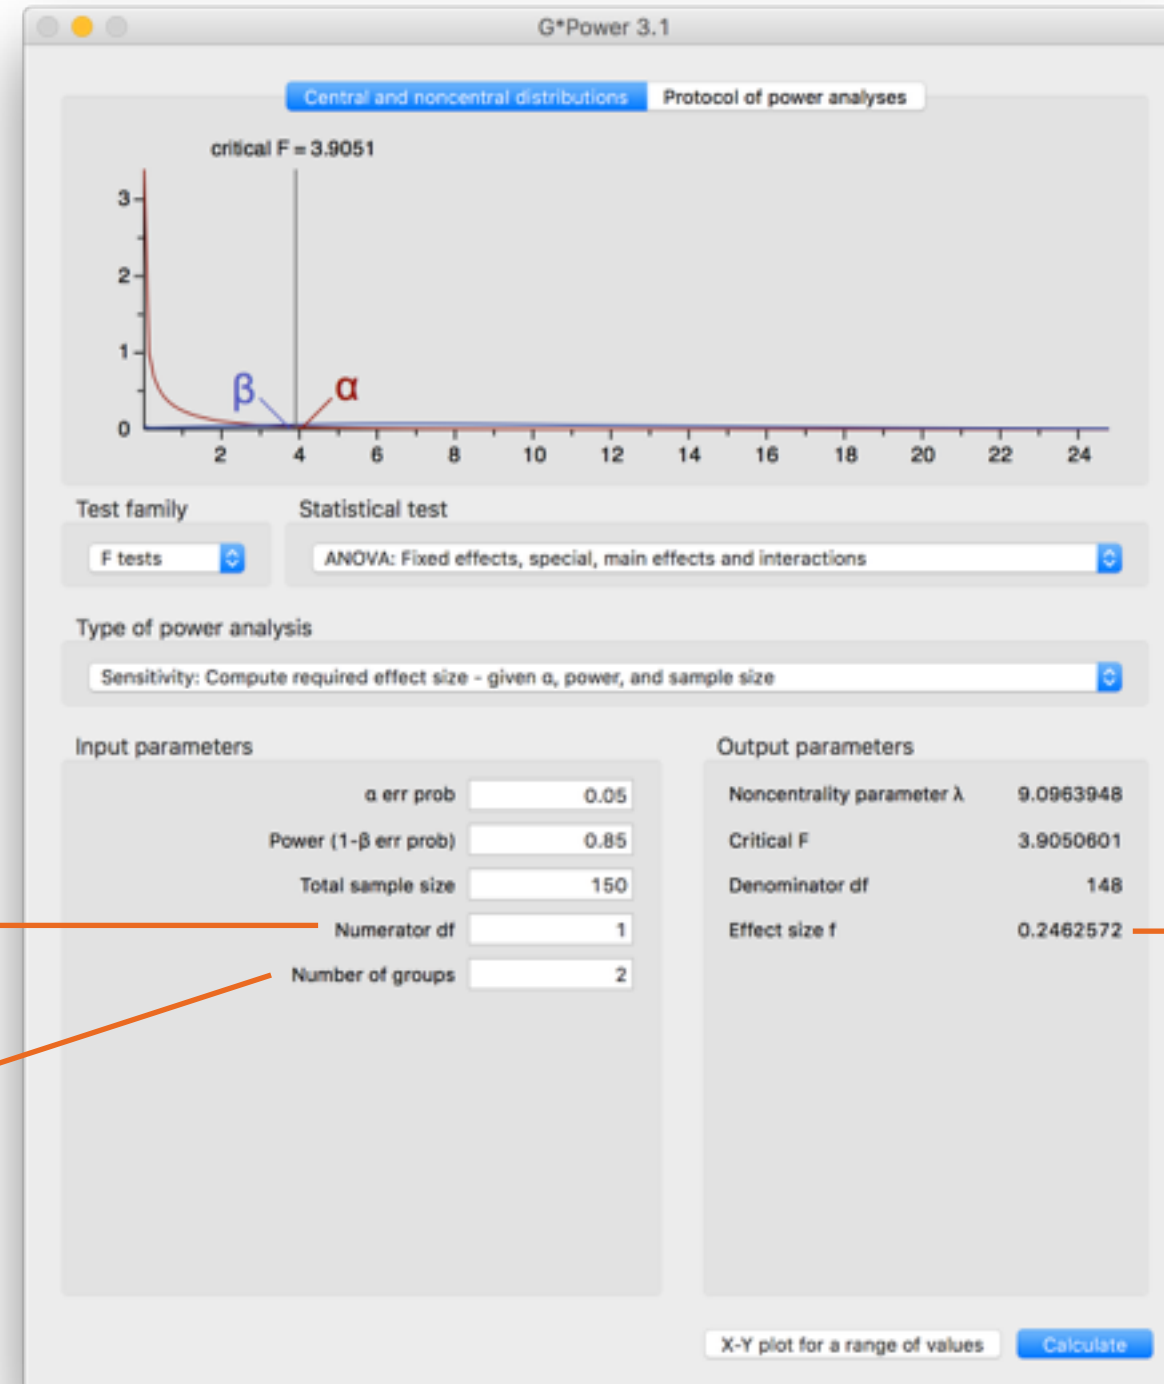 G*Power 3.1
Central and noncentral distributions Protocol of power analyses
critical F = 3.9051
3
2
1
0
β α
2 4 6 8 10 12 14 16 18 20 22 24
Test family Statistical test
F tests ANOVA: Fixed effects, special, main effects and interactions
Type of power analysis
Sensitivity: Compute required effect size - given α, power, and sample size
Input parameters Output parameters
α err prob 0.05 Noncentrality parameter λ 9.0963948
Power (1-β err prob) 0.85 Critical F 3.9050601
Total sample size 150 Denominator df 148
Numerator df 1 Effect size f 0.2462572
Number of groups 2
X-Y plot for a range of values Calculate